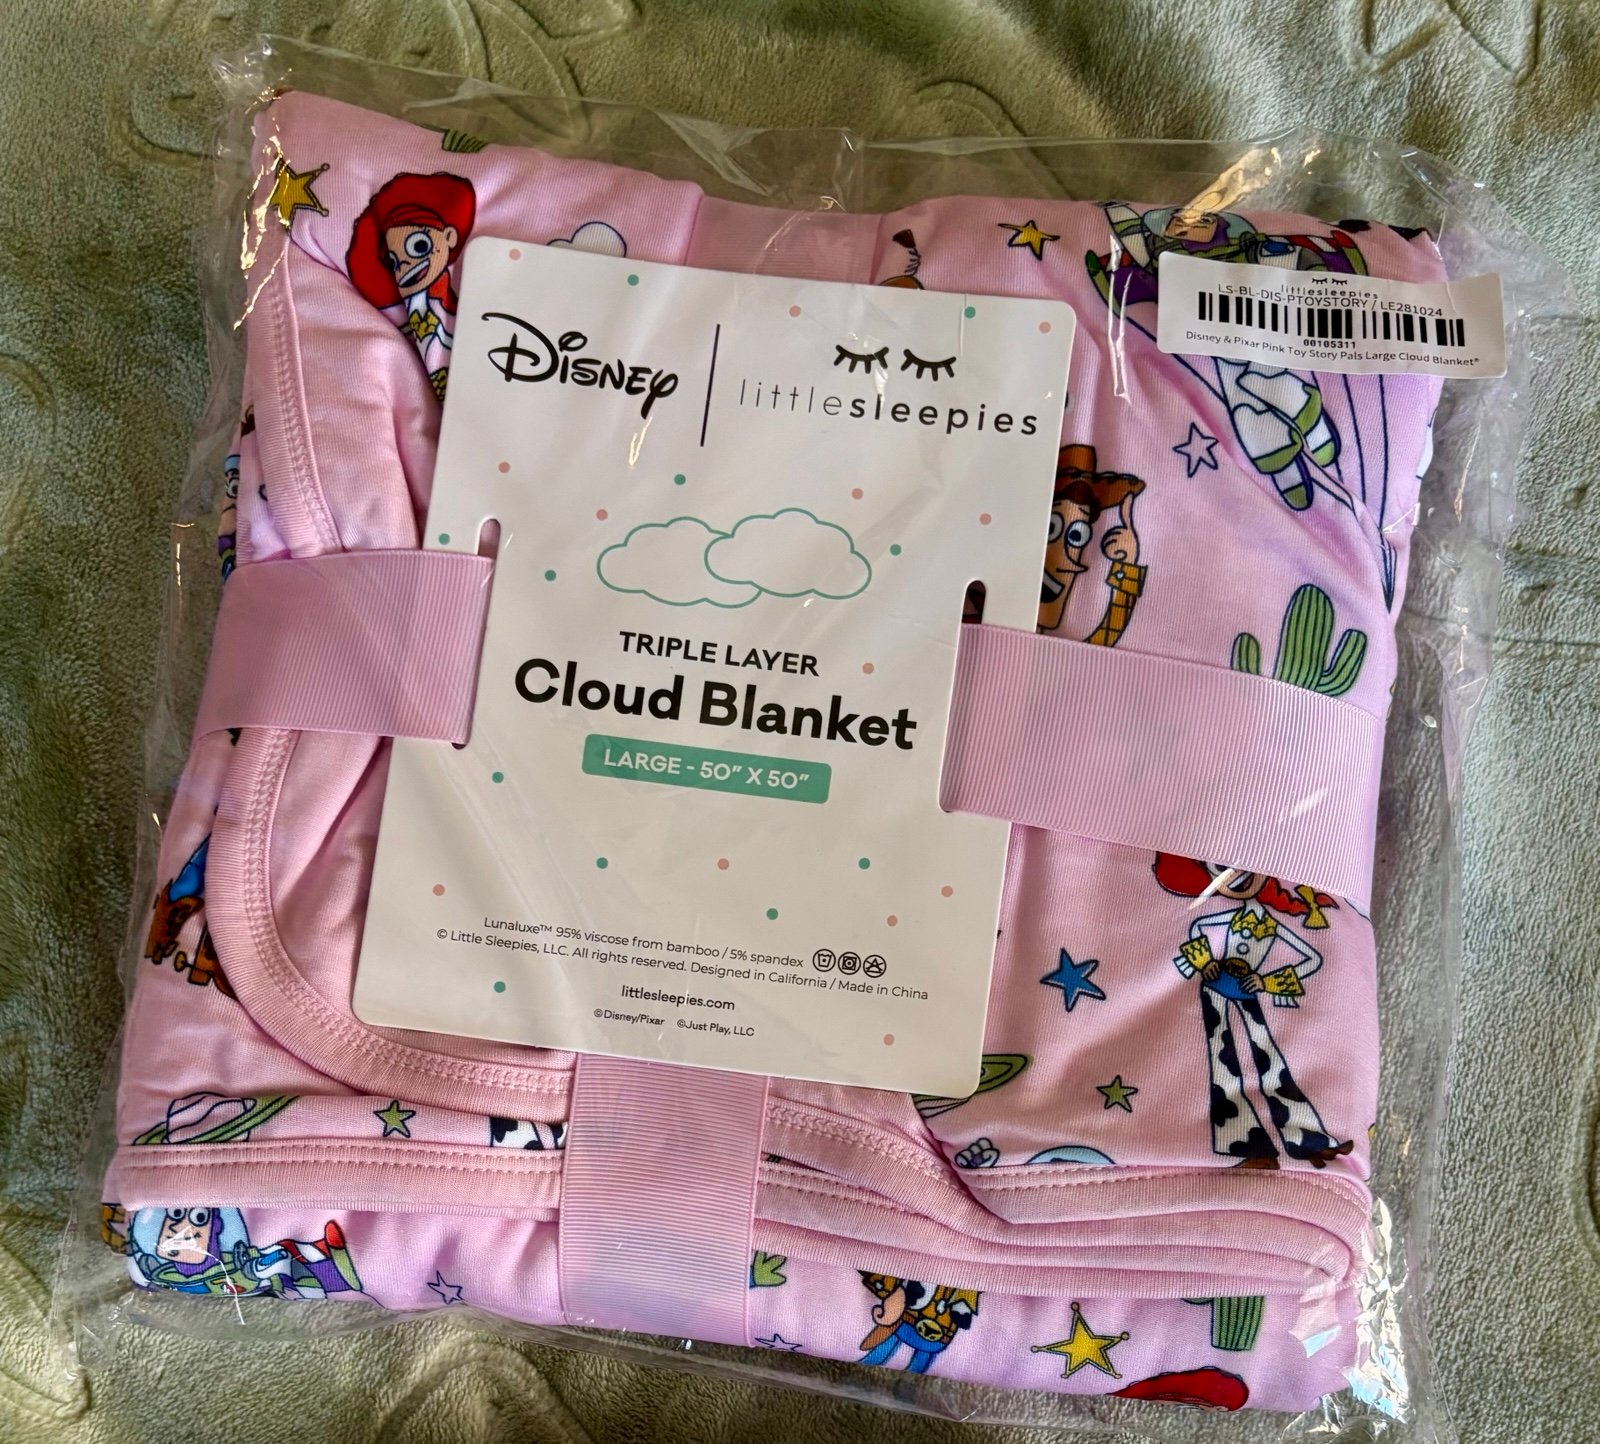 Disney
littlesleepies
TRIPLE LAYER
Cloud Blanket
LARGE - 50" X 50"
Lunaluxe™ 95% viscose from bamboo / 5% spandex
© Little Sleepies, LLC. All rights reserved. Designed in California / Made in China
littlesleepies.com
©Disney/Pixar ©Just Play, LLC
littlesleepies
LS-BL-DIS-PTOYSTORY / LE281024
00105311
Disney & Pixar Pink Toy Story Pals Large Cloud Blanket®